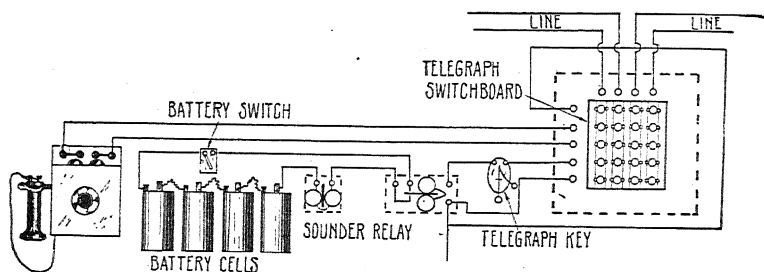 LINE
LINE
TELEGRAPH
SWITCHBOARD
BATTERY SWITCH
SOUNDER RELAY
TELEGRAPH KEY
BATTERY CELLS